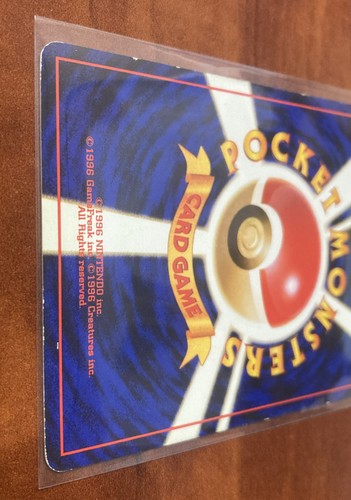 POCKET MONSTERS
CARD GAME
©1996 NINTENDO inc.
©1996 GameFreak inc. ©1996 Creatures inc.
All Rights reserved.